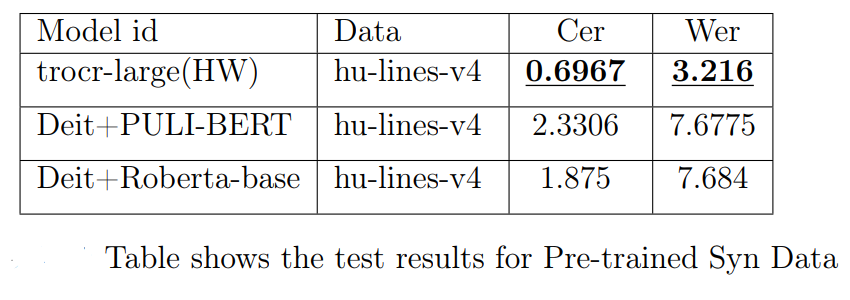 Model id Data Cer Wer
trocr-large(HW) hu-lines-v4 0.6967 3.216
Deit+PULI-BERT hu-lines-v4 2.3306 7.6775
Deit+Roberta-base hu-lines-v4 1.875 7.684
Table shows the test results for Pre-trained Syn Data